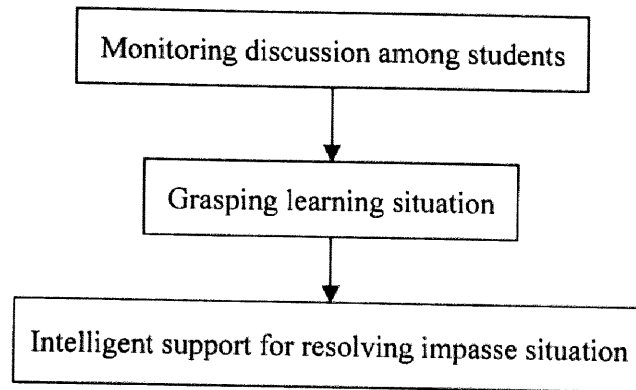 Monitoring discussion among students
Grasping learning situation
Intelligent support for resolving impasse situation